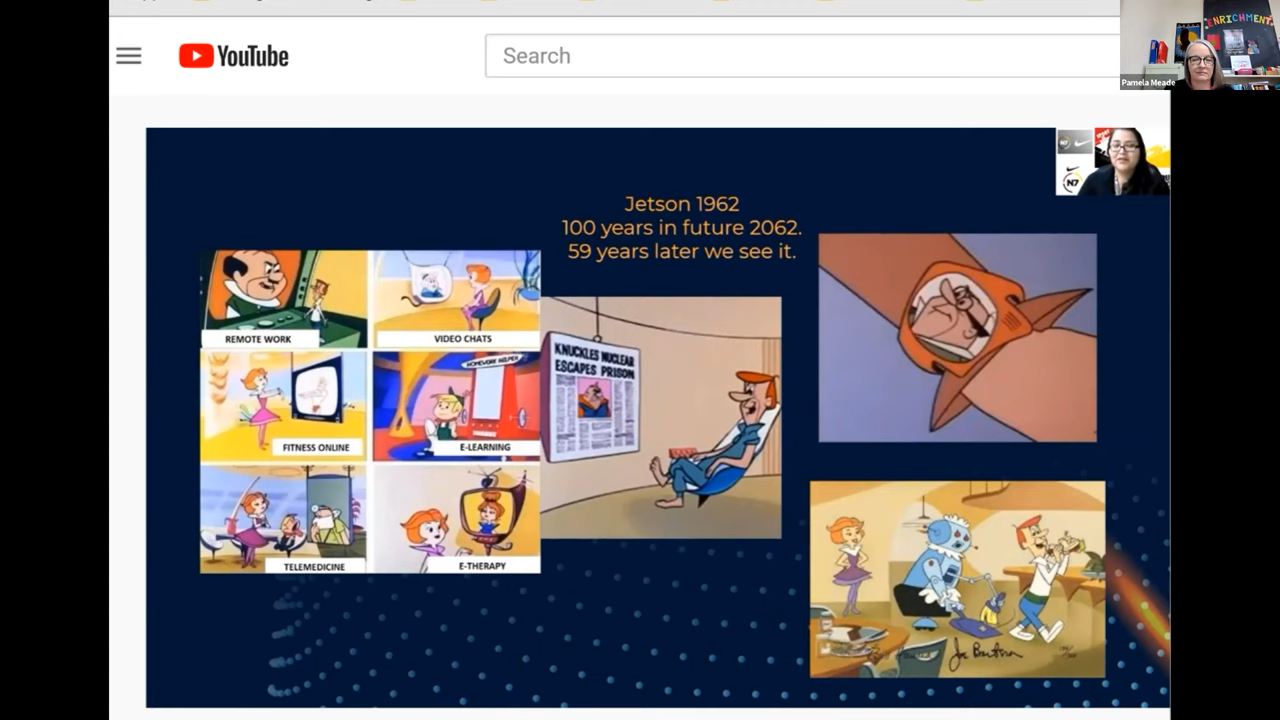 YouTube
Search
ENRICHMENT
Pamela Meade
N7
Jetson 1962
100 years in future 2062.
59 years later we see it.
REMOTE WORK
VIDEO CHATS
HOMEWORK HELPER
FITNESS ONLINE
E-LEARNING
TELEMEDICINE
E-THERAPY
KNUCKLES NUCLEAR
ESCAPES PRISON